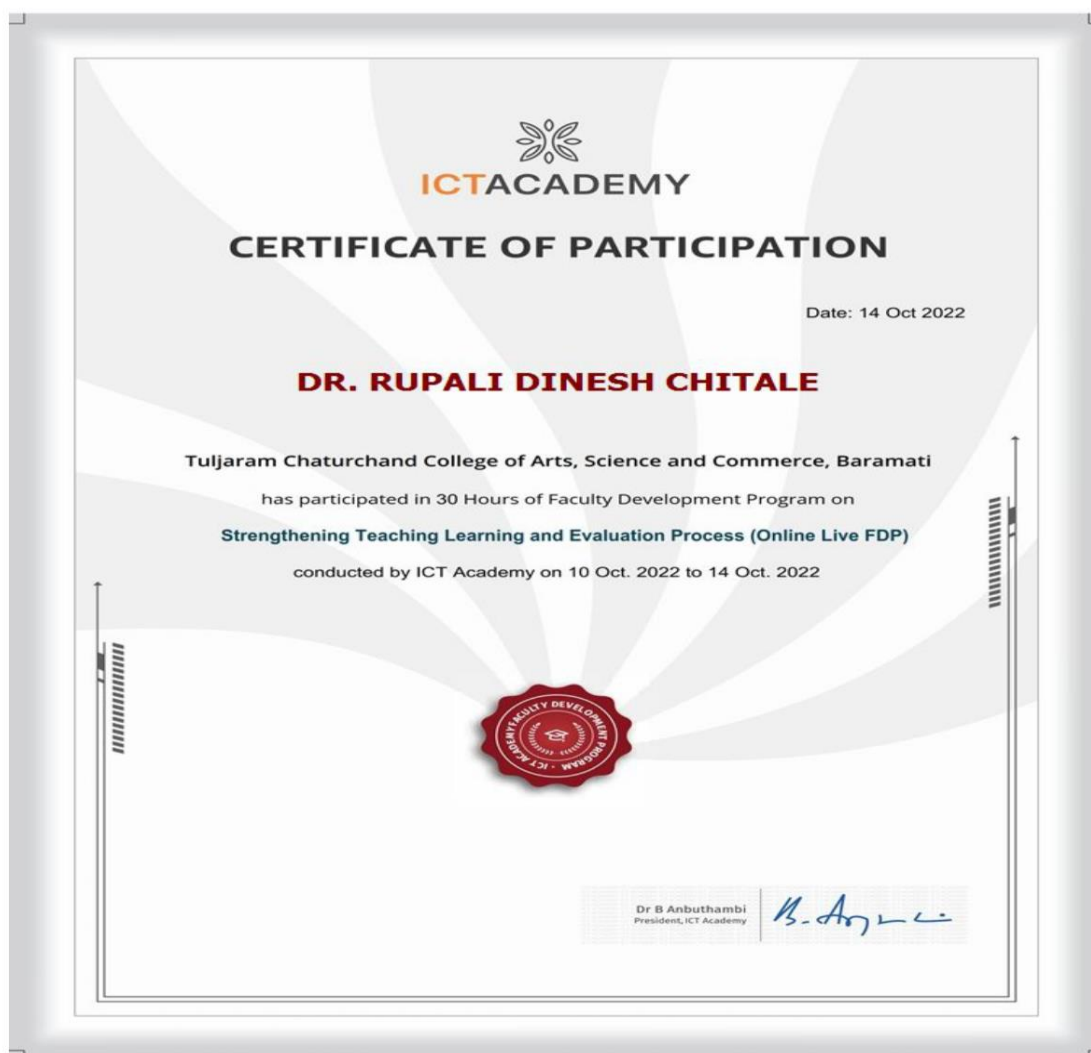 ICTACADEMY
CERTIFICATE OF PARTICIPATION
Date: 14 Oct 2022
DR. RUPALI DINESH CHITALE
Tuljaram Chaturchand College of Arts, Science and Commerce, Baramati
has participated in 30 Hours of Faculty Development Program on
Strengthening Teaching Learning and Evaluation Process (Online Live FDP)
conducted by ICT Academy on 10 Oct. 2022 to 14 Oct. 2022
FACULTY DEVELOPMENT PROGRAM · ICT ACADEMY
Dr B Anbuthambi
President, ICT Academy